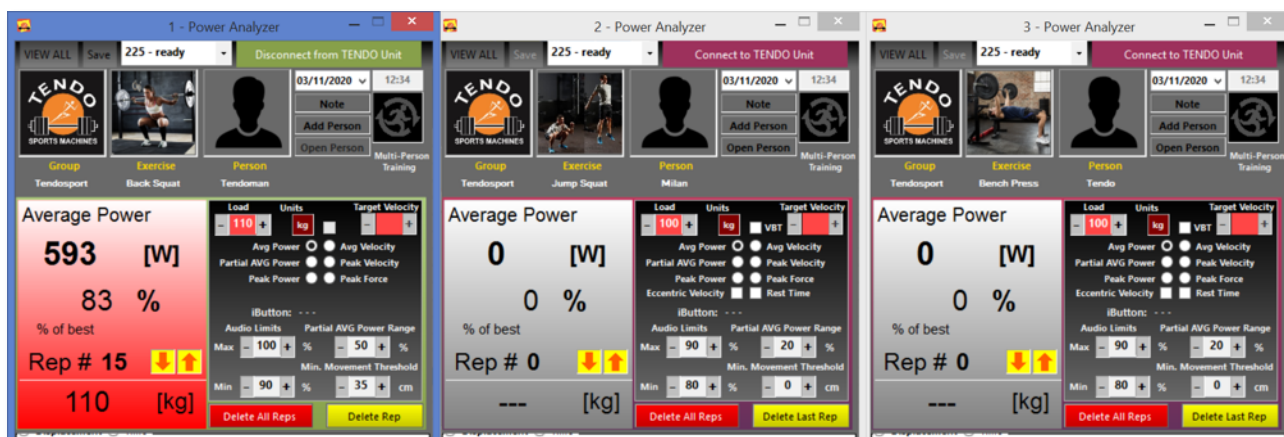 1 - Power Analyzer
VIEW ALL Save 225 - ready Disconnect from TENDO Unit
03/11/2020 12:34
TENDO
SPORTS MACHINES
Note
Add Person
Open Person
Multi-Person
Training
Group Exercise Person
Tendosport Back Squat Tendoman
Average Power
593 [W]
83 %
% of best
Rep # 15
110 [kg]
Load Units Target Velocity
- 110 + kg - +
Avg Power Avg Velocity
Partial AVG Power Peak Velocity
Peak Power Peak Force
iButton: - - -
Audio Limits Partial AVG Power Range
Max - 100 + % - 50 + %
Min. Movement Threshold
Min - 90 + % - 35 + cm
Delete All Reps Delete Rep
2 - Power Analyzer
VIEW ALL Save 225 - ready Connect to TENDO Unit
03/11/2020 12:34
TENDO
SPORTS MACHINES
Note
Add Person
Open Person
Multi-Person
Training
Group Exercise Person
Tendosport Jump Squat Milan
Average Power
0 [W]
0 %
% of best
Rep # 0
--- [kg]
Load Units Target Velocity
- 100 + kg VBT - +
Avg Power Avg Velocity
Partial AVG Power Peak Velocity
Peak Power Peak Force
Eccentric Velocity Rest Time
iButton: - - -
Audio Limits Partial AVG Power Range
Max - 90 + % - 20 + %
Min. Movement Threshold
Min - 80 + % - 0 + cm
Delete All Reps Delete Last Rep
3 - Power Analyzer
VIEW ALL Save 225 - ready Connect to TENDO Unit
03/11/2020 12:34
TENDO
SPORTS MACHINES
Note
Add Person
Open Person
Multi-Person
Training
Group Exercise Person
Tendosport Bench Press Tendo
Average Power
0 [W]
0 %
% of best
Rep # 0
--- [kg]
Load Units Target Velocity
- 100 + kg VBT - +
Avg Power Avg Velocity
Partial AVG Power Peak Velocity
Peak Power Peak Force
Eccentric Velocity Rest Time
iButton: - - -
Audio Limits Partial AVG Power Range
Max - 90 + % - 20 + %
Min. Movement Threshold
Min - 80 + % - 0 + cm
Delete All Reps Delete Last Rep